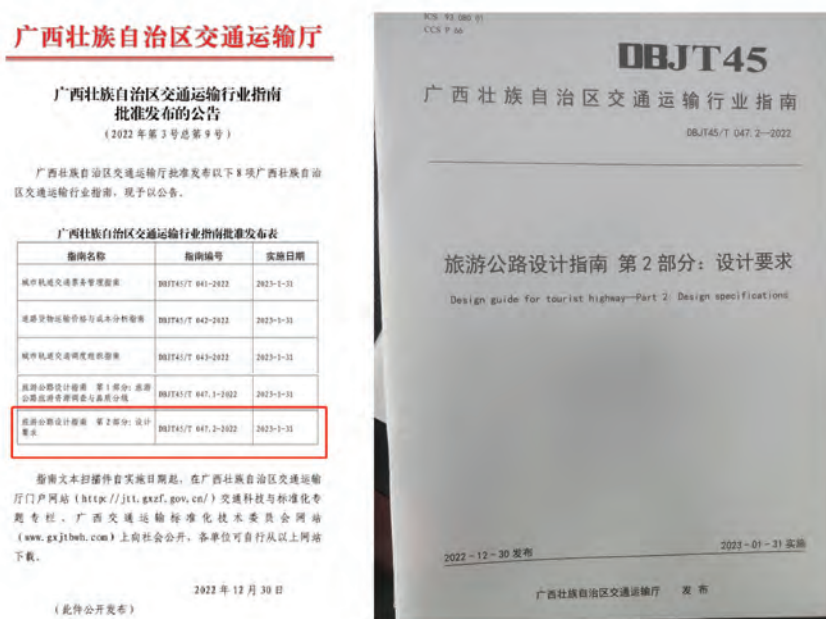 广西壮族自治区交通运输厅
广西壮族自治区交通运输行业指南
批准发布的公告
（2022年第3号总第9号）
广西壮族自治区交通运输厅批准发布以下8项广西壮族自治
区交通运输行业指南，现予以公告。
广西壮族自治区交通运输行业指南批准发布表
指南名称 指南编号 实施日期
城市轨道交通票务管理指南 DBJT45/T 041-2022 2023-1-31
道路货物运输价格与成本分析指南 DBJT45/T 042-2022 2023-1-31
城市轨道交通调度组织指南 DBJT45/T 043-2022 2023-1-31
旅游公路设计指南 第1部分：旅游
公路旅游资源调查与品质分级 DBJT45/T 047.1-2022 2023-1-31
旅游公路设计指南 第2部分：设计
要求 DBJT45/T 047.2-2022 2023-1-31
指南文本扫描件自实施日期起，在广西壮族自治区交通运输
厅门户网站（http://jtt.gxzf.gov.cn/）交通科技与标准化专
题专栏、广西交通运输标准化技术委员会网站
（www.gxjtbwh.com）上向社会公开，各单位可自行从以上网站
下载。
2022年12月30日
（此件公开发布）
ICS 93.080.01
CCS P 66
DBJT45
广西壮族自治区交通运输行业指南
DBJT45/T 047.2—2022
旅游公路设计指南 第2部分：设计要求
Design guide for tourist highway—Part 2: Design specifications
2022-12-30发布
2023-01-31实施
广西壮族自治区交通运输厅 发布